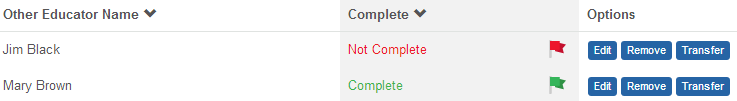 Other Educator Name Complete Options
Jim Black Not Complete Edit Remove Transfer
Mary Brown Complete Edit Remove Transfer